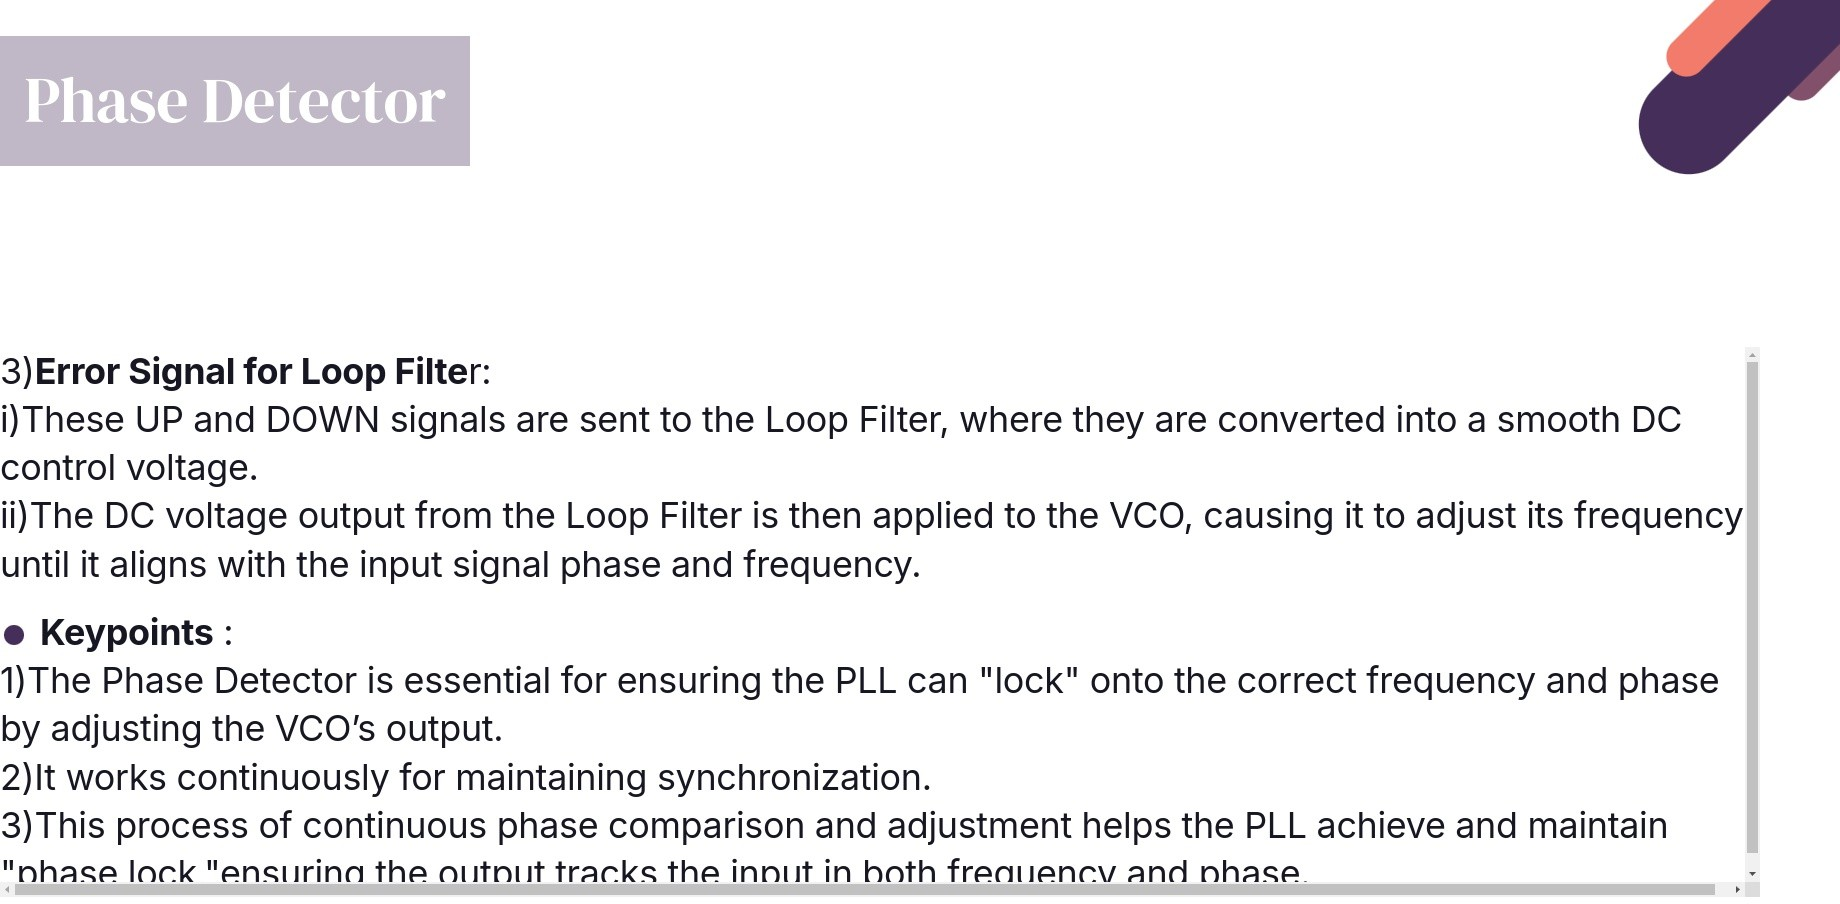 Phase Detector
3)Error Signal for Loop Filter:
i)These UP and DOWN signals are sent to the Loop Filter, where they are converted into a smooth DC
control voltage.
ii)The DC voltage output from the Loop Filter is then applied to the VCO, causing it to adjust its frequency
until it aligns with the input signal phase and frequency.
● Keypoints :
1)The Phase Detector is essential for ensuring the PLL can "lock" onto the correct frequency and phase
by adjusting the VCO’s output.
2)It works continuously for maintaining synchronization.
3)This process of continuous phase comparison and adjustment helps the PLL achieve and maintain
"phase lock "ensuring the output tracks the input in both frequency and phase.